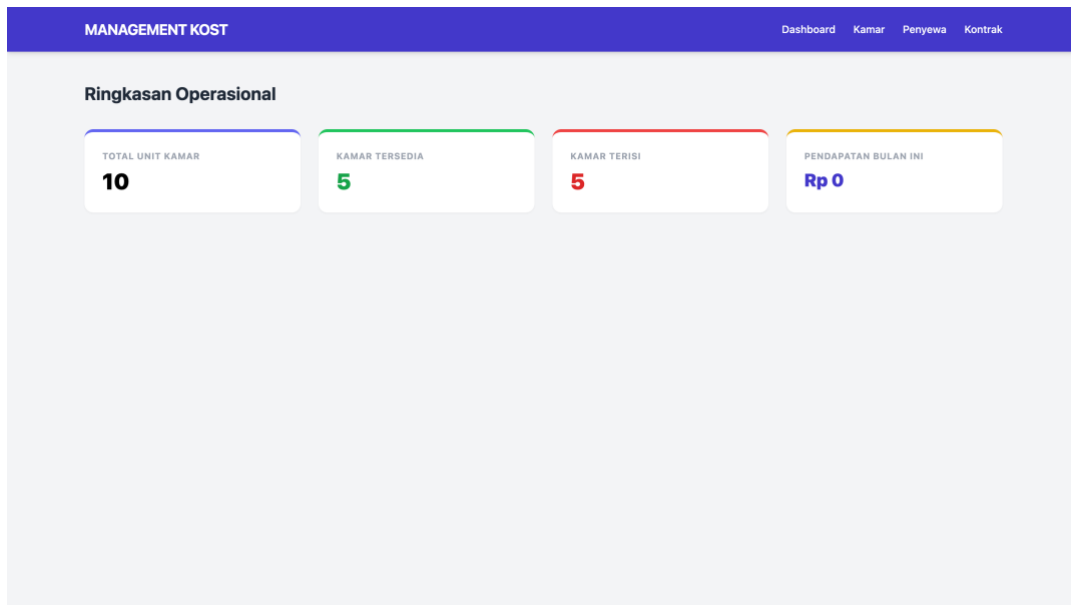 MANAGEMENT KOST
Dashboard Kamar Penyewa Kontrak
Ringkasan Operasional
TOTAL UNIT KAMAR
10
KAMAR TERSEDIA
5
KAMAR TERISI
5
PENDAPATAN BULAN INI
Rp 0